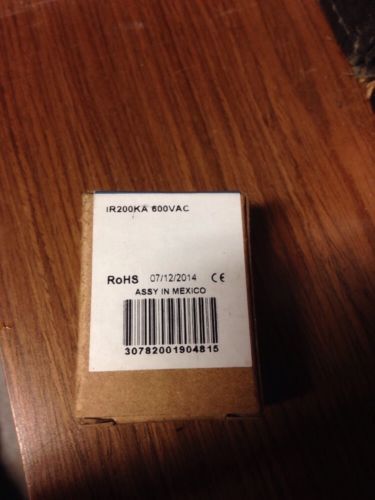 IR200KA 600VAC
RoHS 07/12/2014 CE
ASSY IN MEXICO
30782001904815